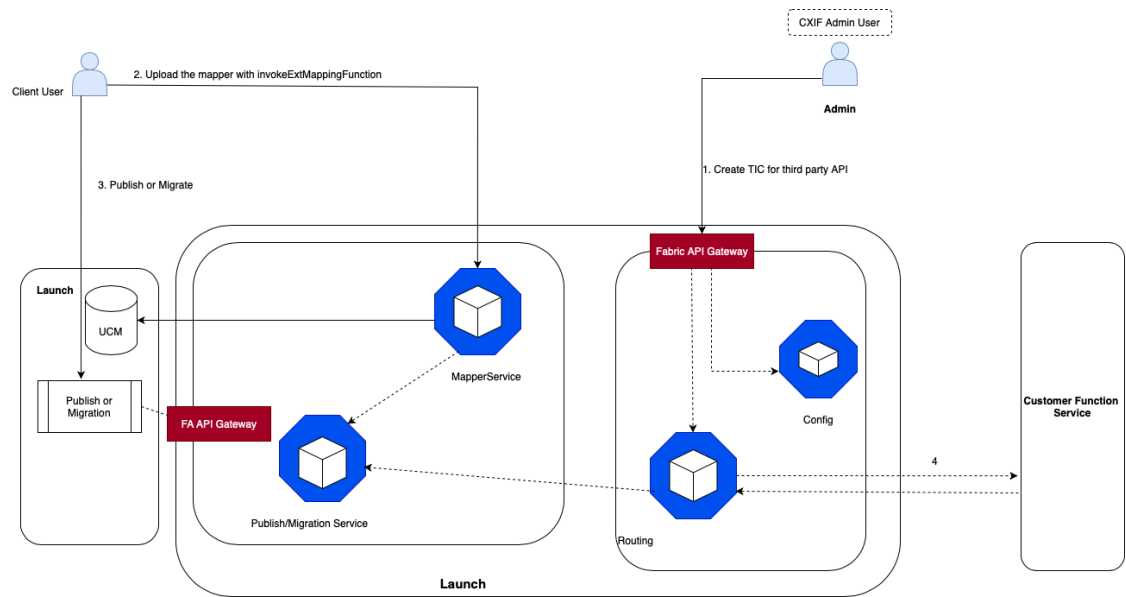 CXIF Admin User
2. Upload the mapper with invokeExtMappingFunction
Client User
Admin
1. Create TIC for third party API
3. Publish or Migrate
Fabric API Gateway
Launch
UCM
MapperService
Publish or
Migration
FA API Gateway
Config
Customer Function
Service
4
Publish/Migration Service
Routing
Launch